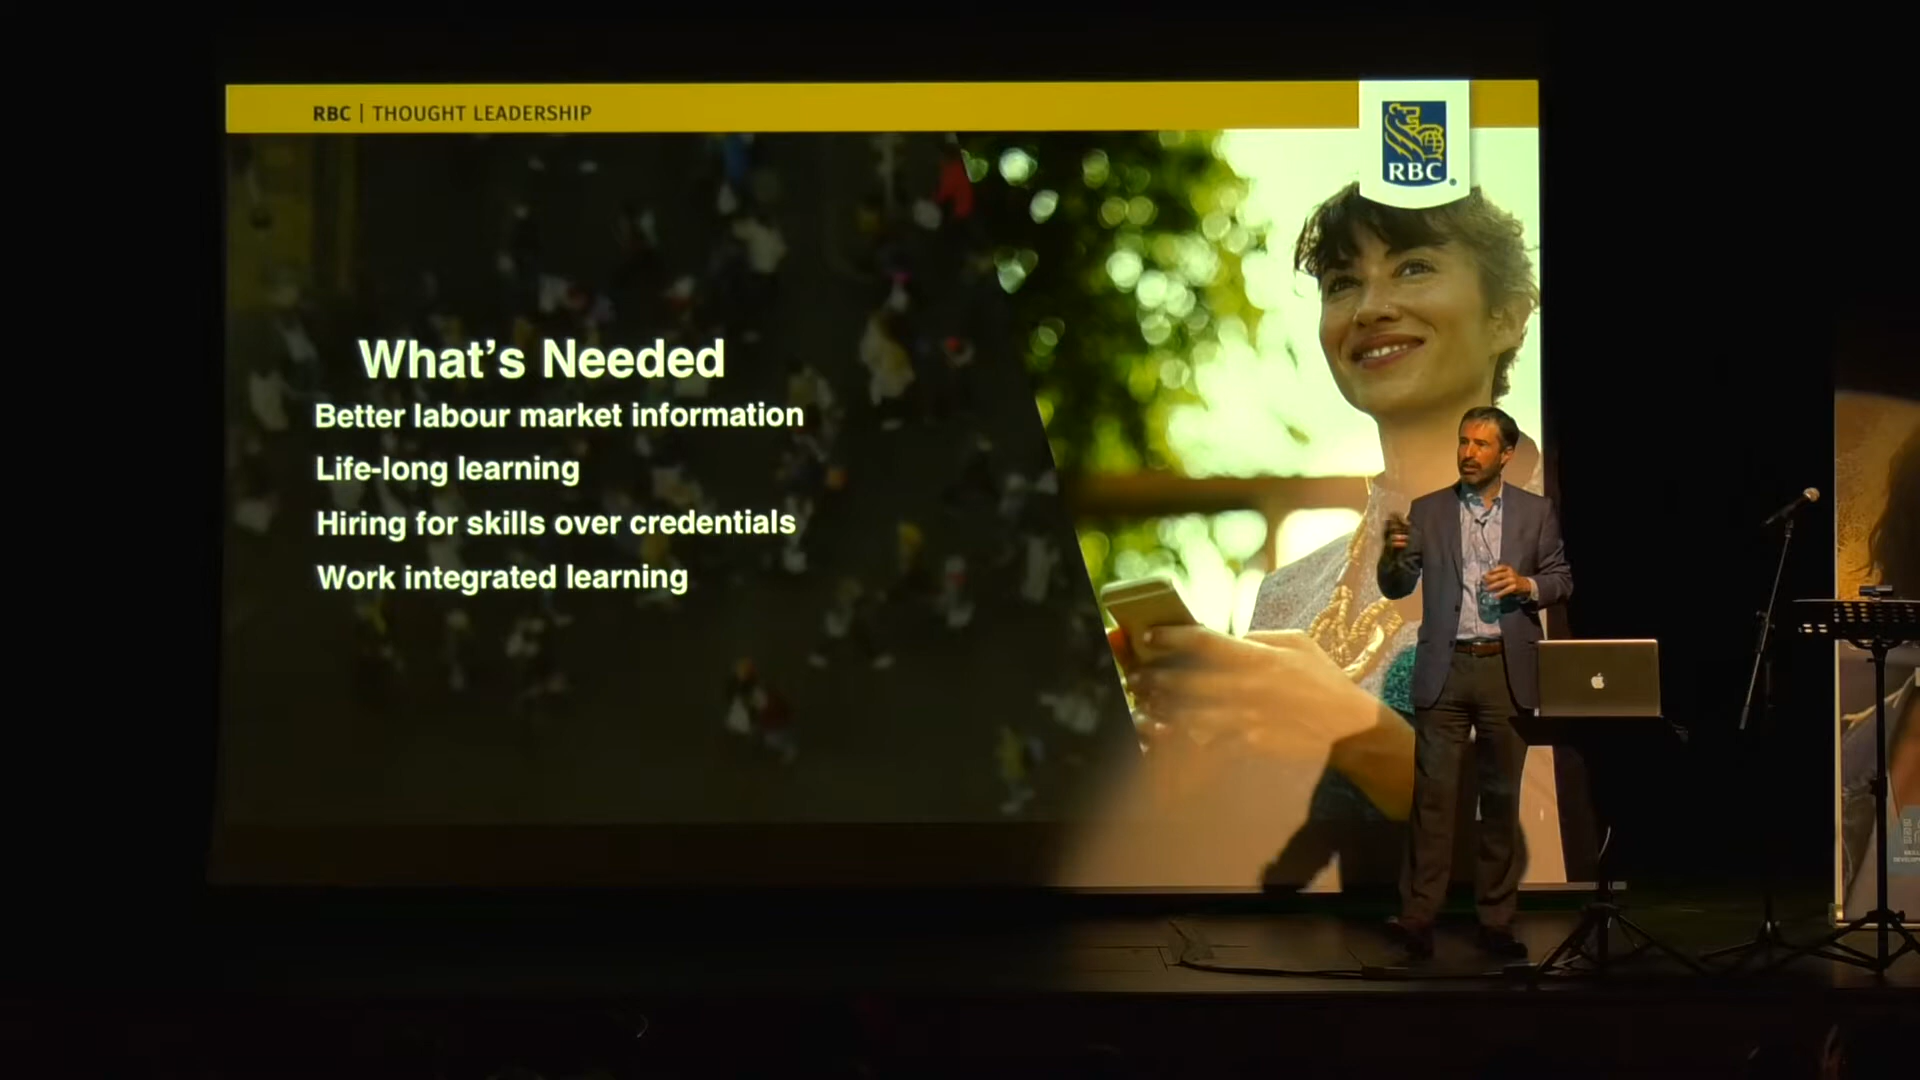 RBC | THOUGHT LEADERSHIP
RBC
What's Needed
Better labour market information
Life-long learning
Hiring for skills over credentials
Work integrated learning